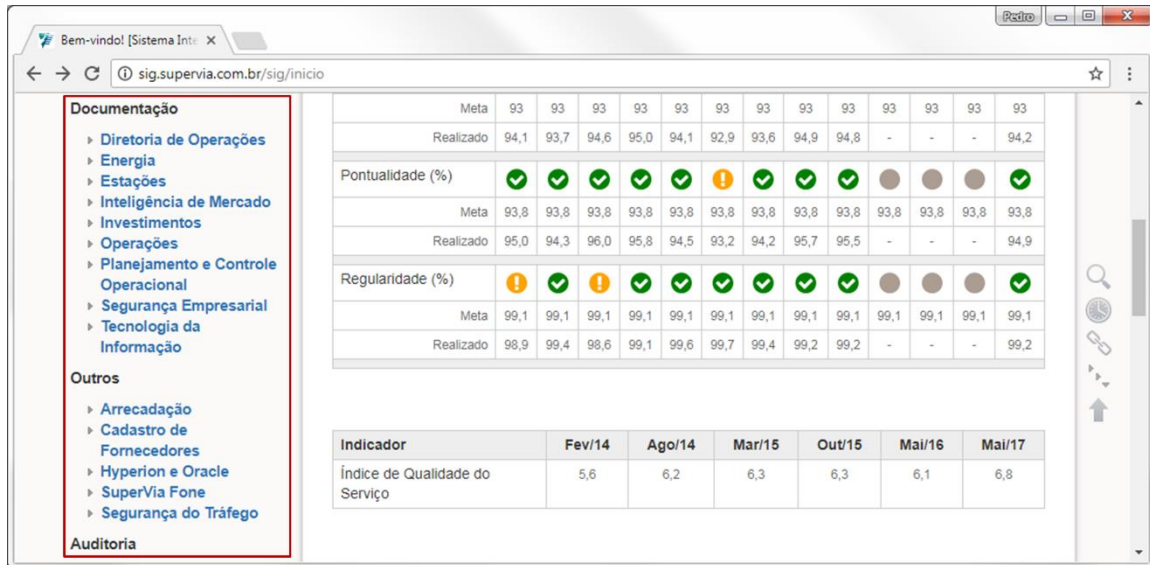 Pedro
Bem-vindo! [Sistema Inte
sig.supervia.com.br/sig/inicio
Documentação
Diretoria de Operações
Energia
Estações
Inteligência de Mercado
Investimentos
Operações
Planejamento e Controle
Operacional
Segurança Empresarial
Tecnologia da
Informação
Outros
Arrecadação
Cadastro de
Fornecedores
Hyperion e Oracle
SuperVia Fone
Segurança do Tráfego
Auditoria
Meta 93 93 93 93 93 93 93 93 93 93 93 93 93
Realizado 94,1 93,7 94,6 95,0 94,1 92,9 93,6 94,9 94,8 - - - 94,2
Pontualidade (%)
Meta 93,8 93,8 93,8 93,8 93,8 93,8 93,8 93,8 93,8 93,8 93,8 93,8 93,8
Realizado 95,0 94,3 96,0 95,8 94,5 93,2 94,2 95,7 95,5 - - - 94,9
Regularidade (%)
Meta 99,1 99,1 99,1 99,1 99,1 99,1 99,1 99,1 99,1 99,1 99,1 99,1 99,1
Realizado 98,9 99,4 98,6 99,1 99,6 99,7 99,4 99,2 99,2 - - - 99,2
Indicador Fev/14 Ago/14 Mar/15 Out/15 Mai/16 Mai/17
Índice de Qualidade do
Serviço 5,6 6,2 6,3 6,3 6,1 6,8